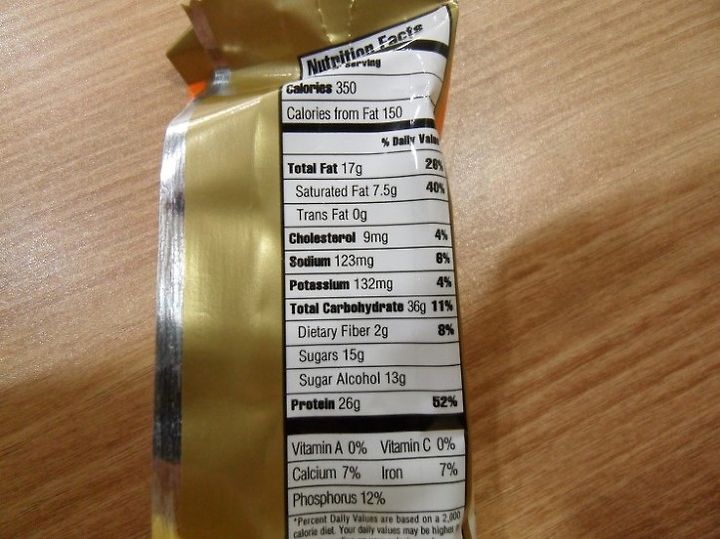 Nutrition Facts
Serving
Calories 350
Calories from Fat 150
% Daily Value
Total Fat 17g 26%
Saturated Fat 7.5g 40%
Trans Fat 0g
Cholesterol 9mg 4%
Sodium 123mg 6%
Potassium 132mg 4%
Total Carbohydrate 36g 11%
Dietary Fiber 2g 8%
Sugars 15g
Sugar Alcohol 13g
Protein 26g 52%
Vitamin A 0% Vitamin C 0%
Calcium 7% Iron 7%
Phosphorus 12%
*Percent Daily Values are based on a 2,000
calorie diet. Your daily values may be higher